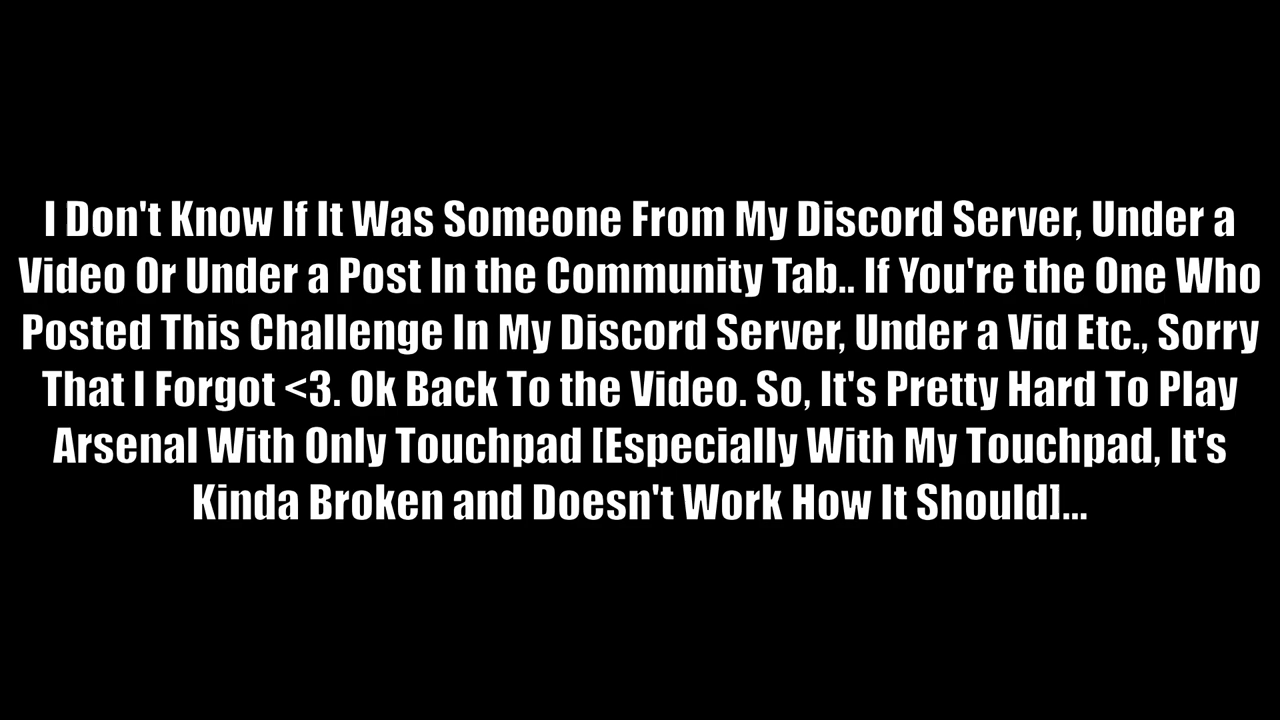 I Don't Know If It Was Someone From My Discord Server, Under a
Video Or Under a Post In the Community Tab.. If You're the One Who
Posted This Challenge In My Discord Server, Under a Vid Etc., Sorry
That I Forgot <3. Ok Back To the Video. So, It's Pretty Hard To Play
Arsenal With Only Touchpad [Especially With My Touchpad, It's
Kinda Broken and Doesn't Work How It Should]...